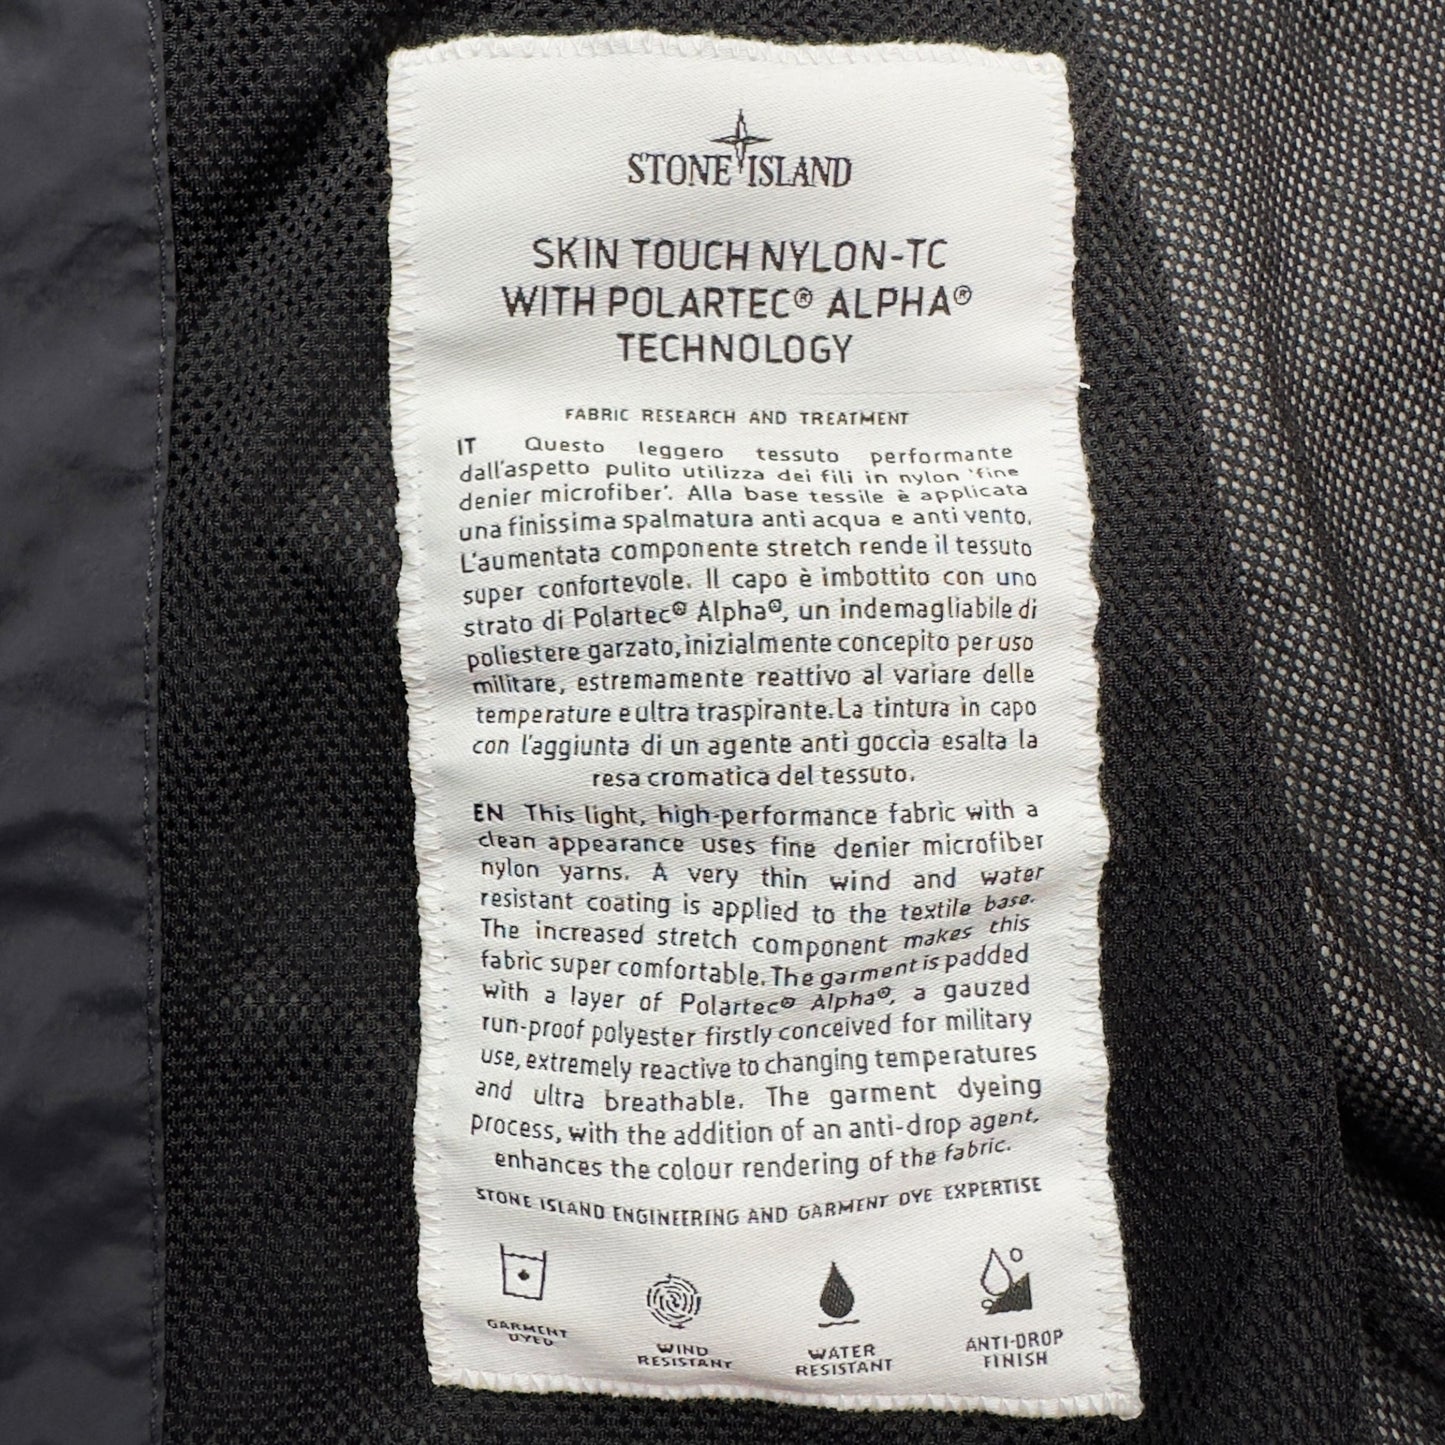 STONE ISLAND
SKIN TOUCH NYLON-TC
WITH POLARTEC® ALPHA®
TECHNOLOGY
FABRIC RESEARCH AND TREATMENT
IT Questo leggero tessuto performante
dall'aspetto pulito utilizza dei fili in nylon 'fine
denier microfiber'. Alla base tessile è applicata
una finissima spalmatura anti acqua e anti vento.
L'aumentata componente stretch rende il tessuto
super confortevole. Il capo è imbottito con uno
strato di Polartec® Alpha®, un indemagliabile di
poliestere garzato, inizialmente concepito per uso
militare, estremamente reattivo al variare delle
temperature e ultra traspirante. La tintura in capo
con l'aggiunta di un agente anti goccia esalta la
resa cromatica del tessuto.
EN This light, high-performance fabric with a
clean appearance uses fine denier microfiber
nylon yarns. A very thin wind and water
resistant coating is applied to the textile base.
The increased stretch component makes this
fabric super comfortable. The garment is padded
with a layer of Polartec® Alpha®, a gauzed
run-proof polyester firstly conceived for military
use, extremely reactive to changing temperatures
and ultra breathable. The garment dyeing
process, with the addition of an anti-drop agent,
enhances the colour rendering of the fabric.
STONE ISLAND ENGINEERING AND GARMENT DYE EXPERTISE
GARMENT
DYED
WIND
RESISTANT
WATER
RESISTANT
ANTI-DROP
FINISH